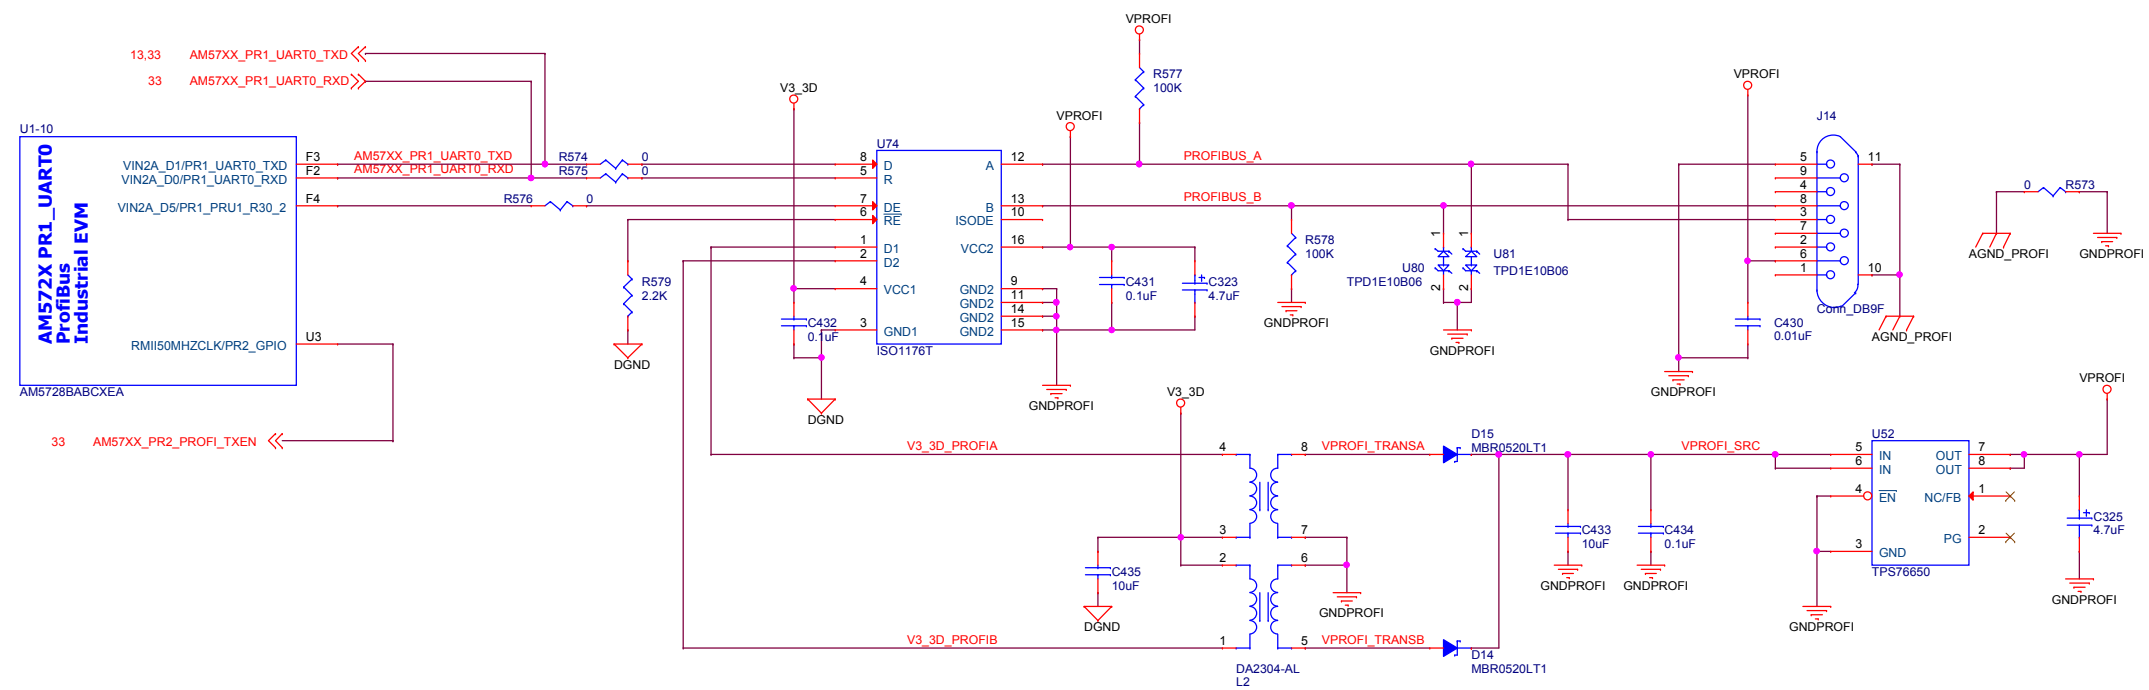 VPROFI
13,33 AM57XX_PR1_UART0_TXD
33 AM57XX_PR1_UART0_RXD
R577
100K
V3_3D
VPROFI
VPROFI
J14
U1-10
AM572X PR1_UART0
ProfiBus
Industrial EVM
VIN2A_D1/PR1_UART0_TXD
VIN2A_D0/PR1_UART0_RXD
VIN2A_D5/PR1_PRU1_R30_2
RMII50MHZCLK/PR2_GPIO
F3
F2
F4
U3
AM5728BABCXEA
AM57XX_PR1_UART0_TXD
AM57XX_PR1_UART0_RXD
R574 0
R575 0
R576 0
33 AM57XX_PR2_PROFI_TXEN
R579
2.2K
DGND
U74
8 D A 12
5 R
7 DE B 13
6 RE ISODE 10
1 D1 VCC2 16
2 D2
4 VCC1 GND2 9
GND2 11
GND2 14
3 GND1 GND2 15
ISO1176T
C432
0.1uF
DGND
PROFIBUS_A
PROFIBUS_B
C431
0.1uF
C323
4.7uF
+
GNDPROFI
R578
100K
GNDPROFI
1 1
U80
TPD1E10B06
U81
TPD1E10B06
2 2
GNDPROFI
5
9
4
8
3
7
2
6
1
11
10
Conn_DB9F
C430
0.01uF
GNDPROFI
AGND_PROFI
0 R573
AGND_PROFI
GNDPROFI
V3_3D
V3_3D_PROFIA
V3_3D_PROFIB
4 8
3 7
2 6
1 5
C435
10uF
DGND
DA2304-AL
L2
GNDPROFI
VPROFI_TRANSA
VPROFI_TRANSB
D15
MBR0520LT1
D14
MBR0520LT1
VPROFI_SRC
C433
10uF
GNDPROFI
C434
0.1uF
GNDPROFI
U52
5 IN OUT 7
6 IN OUT 8
4 EN NC/FB 1
PG 2
3 GND
TPS76650
GNDPROFI
VPROFI
+
C325
4.7uF
GNDPROFI